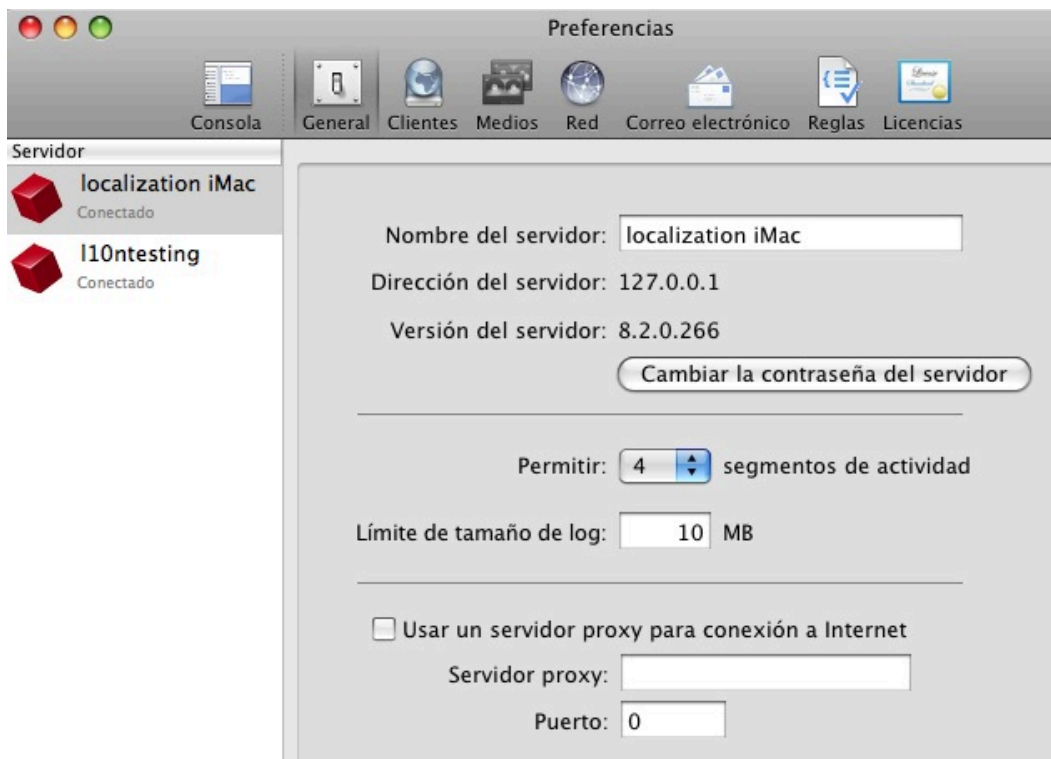 Preferencias
Consola
General
Clientes
Medios
Red
Correo electrónico
Reglas
Licencias
Servidor
localization iMac
Conectado
l10ntesting
Conectado
Nombre del servidor: localization iMac
Dirección del servidor: 127.0.0.1
Versión del servidor: 8.2.0.266
Cambiar la contraseña del servidor
Permitir: 4 segmentos de actividad
Límite de tamaño de log: 10 MB
Usar un servidor proxy para conexión a Internet
Servidor proxy:
Puerto: 0